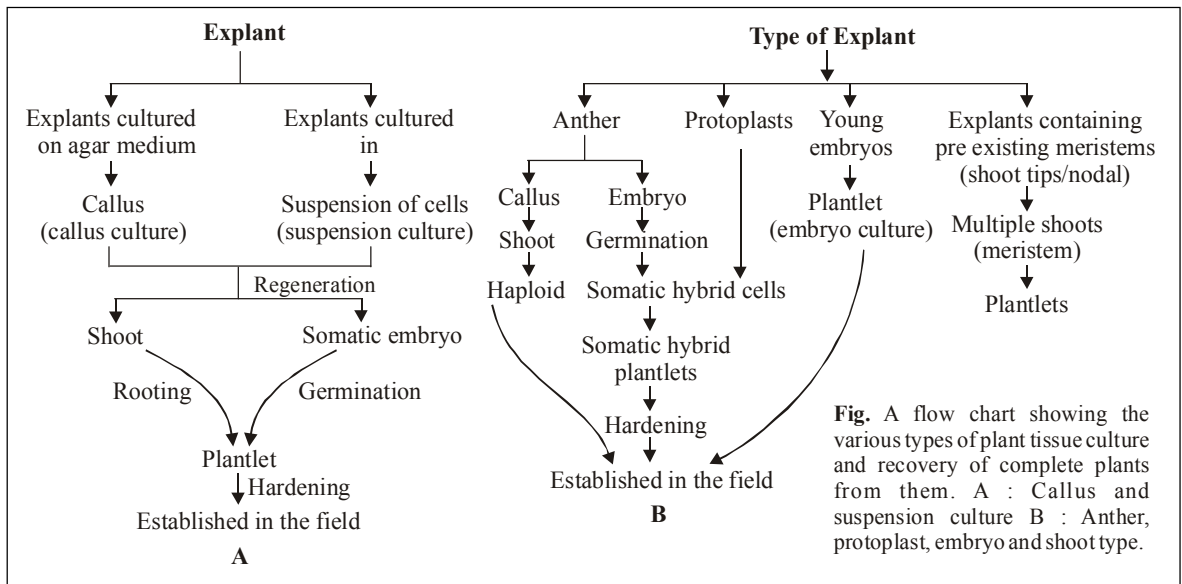 Explant
Explants cultured
on agar medium
Explants cultured
in
Callus
(callus culture)
Suspension of cells
(suspension culture)
Regeneration
Shoot
Somatic embryo
Rooting
Germination
Plantlet
Hardening
Established in the field
A
Type of Explant
Anther
Protoplasts
Young
embryos
Explants containing
pre existing meristems
(shoot tips/nodal)
Callus
Embryo
Plantlet
(embryo culture)
Multiple shoots
(meristem)
Shoot
Germination
Haploid
Somatic hybrid cells
Plantlets
Somatic hybrid
plantlets
Hardening
Established in the field
B
Fig. A flow chart showing the
various types of plant tissue culture
and recovery of complete plants
from them. A : Callus and
suspension culture B : Anther,
protoplast, embryo and shoot type.